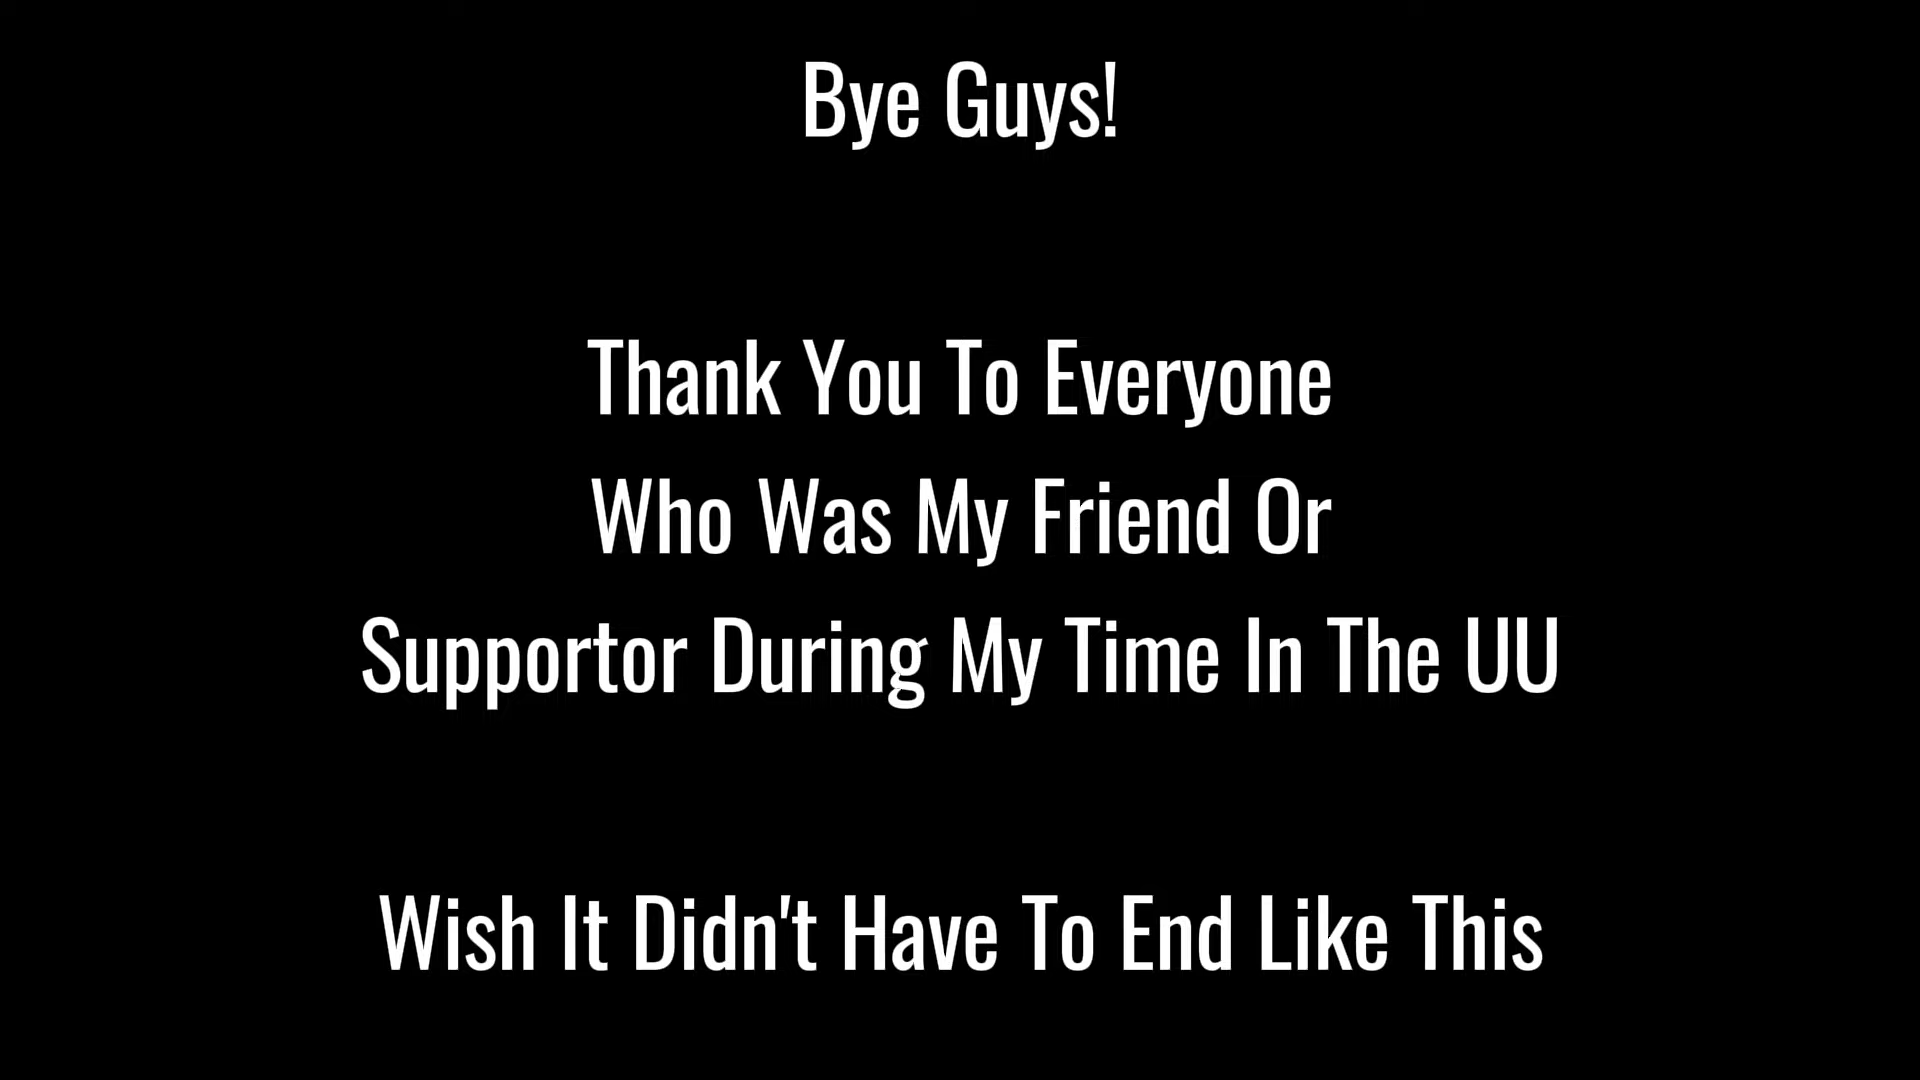 Bye Guys!
Thank You To Everyone
Who Was My Friend Or
Supportor During My Time In The UU
Wish It Didn't Have To End Like This